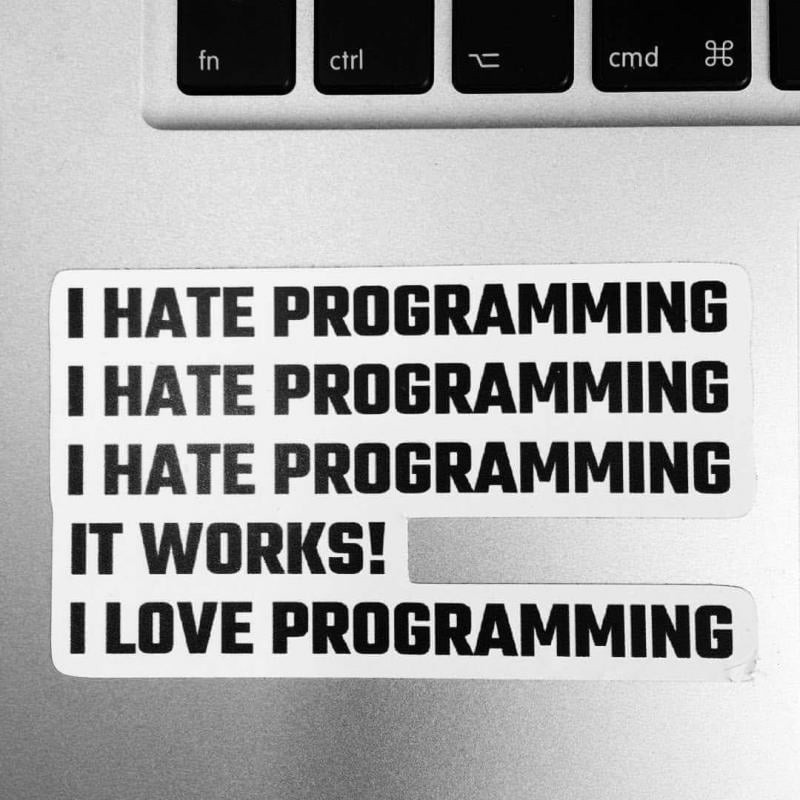 fn ctrl ⌥ cmd ⌘
I HATE PROGRAMMING
I HATE PROGRAMMING
I HATE PROGRAMMING
IT WORKS!
I LOVE PROGRAMMING